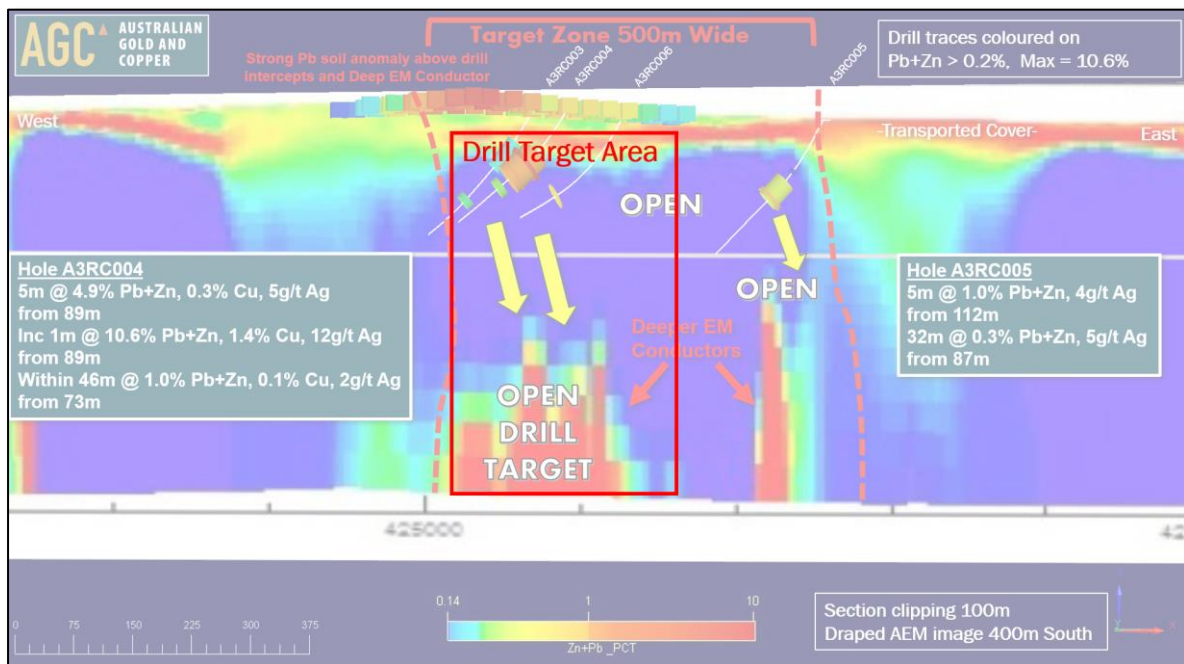 AGC
AUSTRALIAN
GOLD AND
COPPER
Target Zone 500m Wide
Strong Pb soil anomaly above drill
intercepts and Deep EM Conductor
A3RC003
A3RC004
A3RC006
A3RC005
Drill traces coloured on
Pb+Zn > 0.2%, Max = 10.6%
West
-Transported Cover-
East
Drill Target Area
OPEN
Hole A3RC004
5m @ 4.9% Pb+Zn, 0.3% Cu, 5g/t Ag
from 89m
Inc 1m @ 10.6% Pb+Zn, 1.4% Cu, 12g/t Ag
from 89m
Within 46m @ 1.0% Pb+Zn, 0.1% Cu, 2g/t Ag
from 73m
OPEN
Hole A3RC005
5m @ 1.0% Pb+Zn, 4g/t Ag
from 112m
32m @ 0.3% Pb+Zn, 5g/t Ag
from 87m
Deeper EM
Conductors
OPEN
DRILL
TARGET
425000
42
0.14 1 10
Zn+Pb _PCT
0 75 150 225 300 375
Section clipping 100m
Draped AEM image 400m South